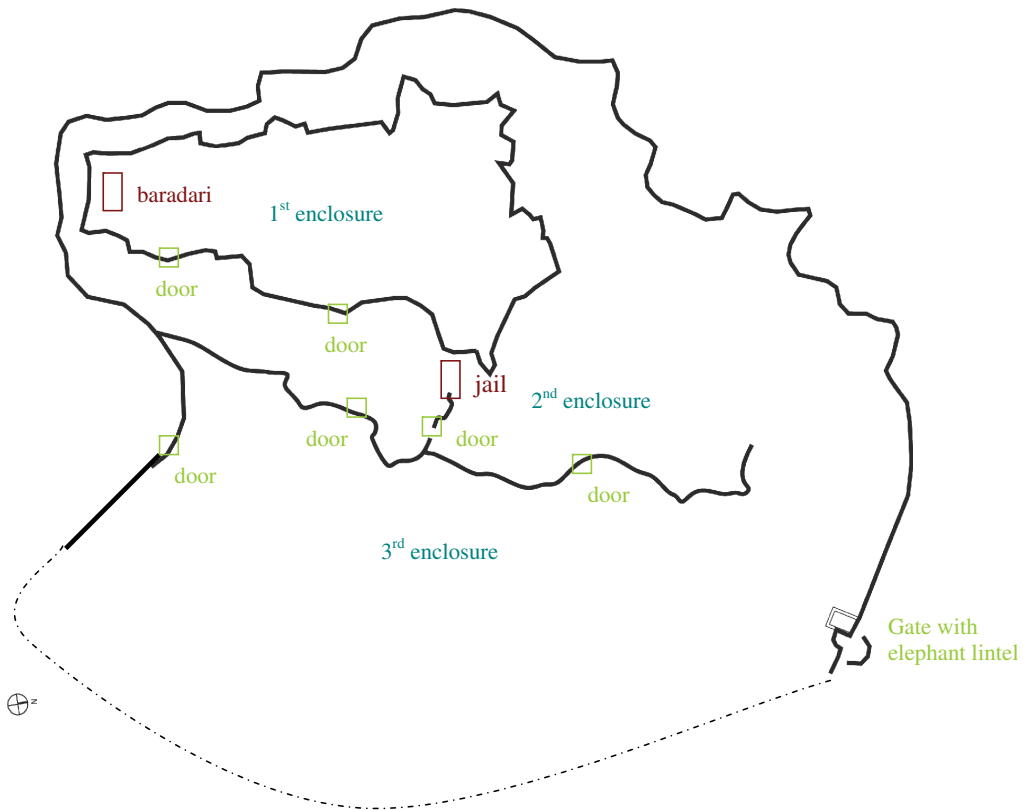 baradari
1st enclosure
door
door
jail
2nd enclosure
door
door
door
door
3rd enclosure
Gate with
elephant lintel
N